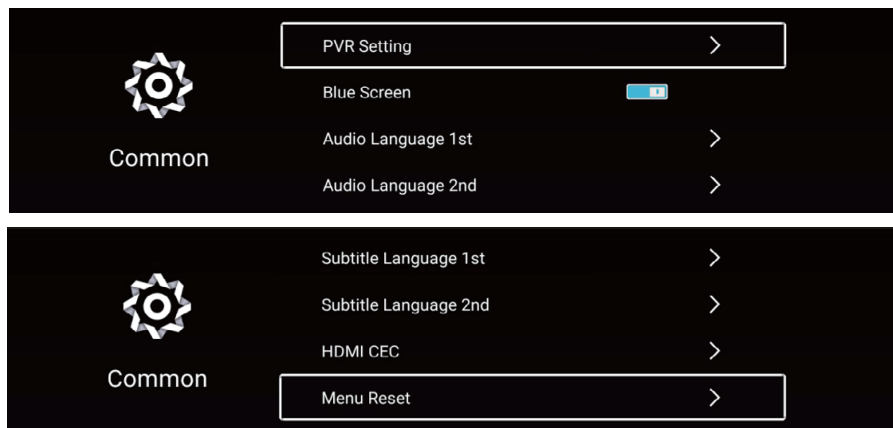 PVR Setting
Blue Screen
Common
Audio Language 1st
Audio Language 2nd
Subtitle Language 1st
Subtitle Language 2nd
HDMI CEC
Common
Menu Reset